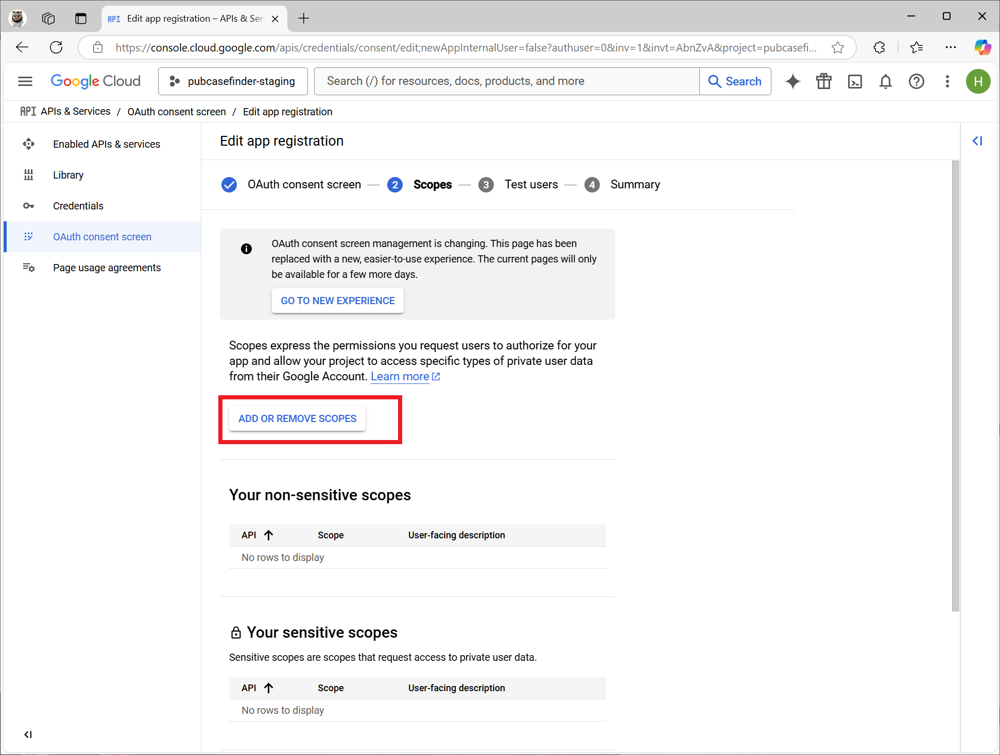 API Edit app registration – APIs & Ser
https://console.cloud.google.com/apis/credentials/consent/edit;newAppInternalUser=false?authuser=0&inv=1&invt=AbnZvA&project=pubcasefi...
Google Cloud pubcasefinder-staging Search (/) for resources, docs, products, and more Search H
API APIs & Services / OAuth consent screen / Edit app registration
Enabled APIs & services
Library
Credentials
OAuth consent screen
Page usage agreements
Edit app registration
OAuth consent screen 2 Scopes 3 Test users 4 Summary
OAuth consent screen management is changing. This page has been
replaced with a new, easier-to-use experience. The current pages will only
be available for a few more days.
GO TO NEW EXPERIENCE
Scopes express the permissions you request users to authorize for your
app and allow your project to access specific types of private user data
from their Google Account. Learn more
ADD OR REMOVE SCOPES
Your non-sensitive scopes
API Scope User-facing description
No rows to display
Your sensitive scopes
Sensitive scopes are scopes that request access to private user data.
API Scope User-facing description
No rows to display